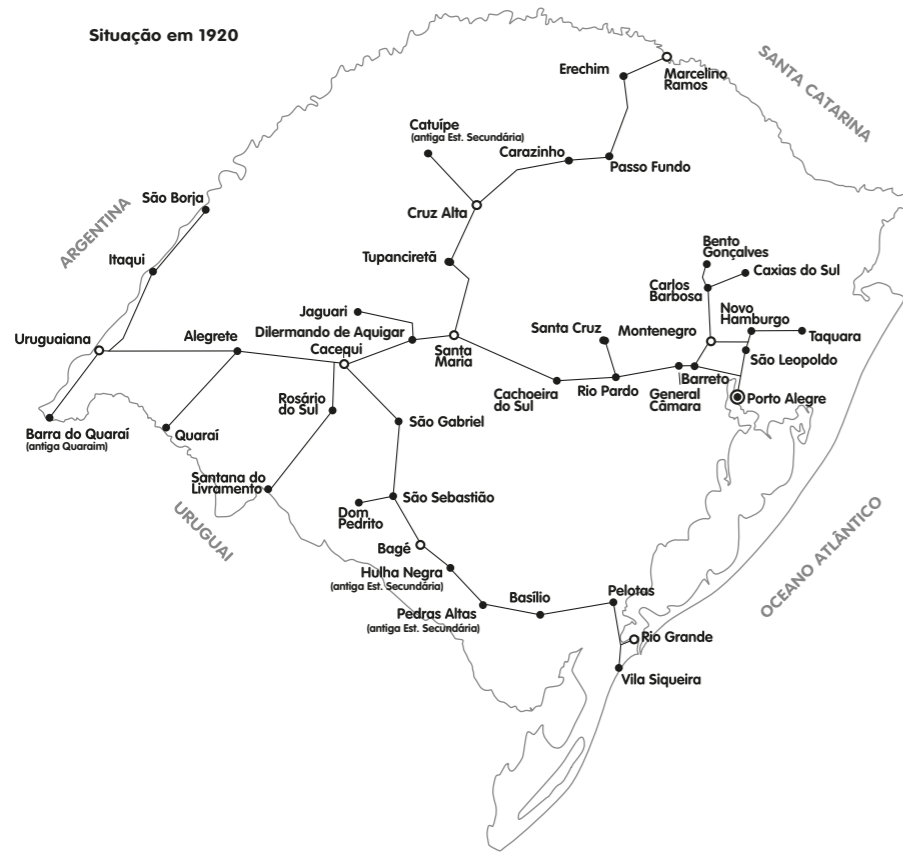 Situação em 1920
SANTA CATARINA
Erechim
Marcelino
Ramos
Catuípe
(antiga Est. Secundária)
Carazinho
Passo Fundo
São Borja
ARGENTINA
Cruz Alta
Itaqui
Tupanciretã
Bento
Gonçalves
Caxias do Sul
Carlos
Barbosa
Jaguari
Novo
Hamburgo
Santa Cruz
Montenegro
Taquara
Uruguaiana
Alegrete
Dilermando de Aquigar
Cacequi
Santa
Maria
São Leopoldo
Barreto
Cachoeira
do Sul
Rio Pardo
General
Câmara
Porto Alegre
Rosário
do Sul
São Gabriel
Barra do Quaraí
(antiga Quaraim)
Quaraí
Santana do
Livramento
São Sebastião
Dom
Pedrito
URUGUAI
OCEANO ATLÂNTICO
Bagé
Hulha Negra
(antiga Est. Secundária)
Basílio
Pelotas
Pedras Altas
(antiga Est. Secundária)
Rio Grande
Vila Siqueira